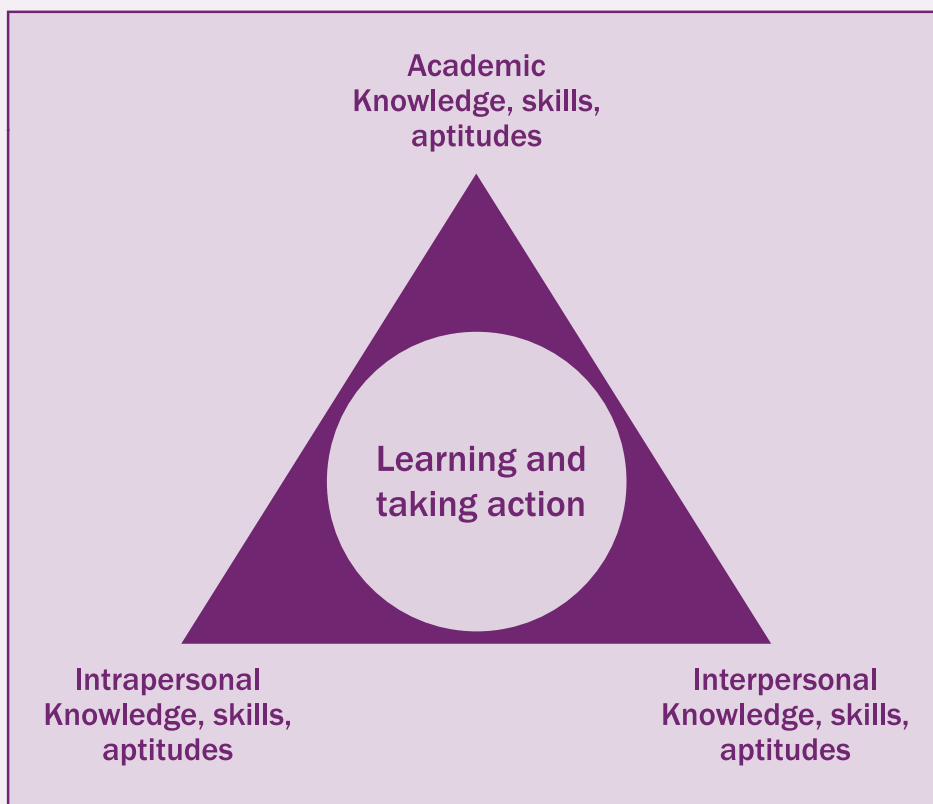 Academic
Knowledge, skills,
aptitudes
Learning and
taking action
Intrapersonal
Knowledge, skills,
aptitudes
Interpersonal
Knowledge, skills,
aptitudes